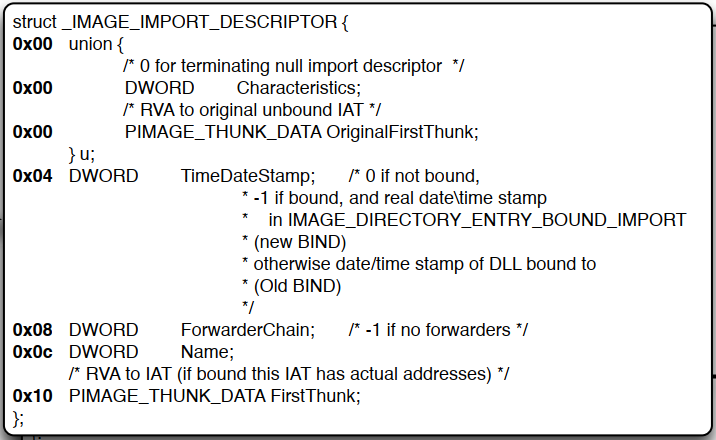 struct _IMAGE_IMPORT_DESCRIPTOR {
0x00 union {
/* 0 for terminating null import descriptor */
0x00 DWORD Characteristics;
/* RVA to original unbound IAT */
0x00 PIMAGE_THUNK_DATA OriginalFirstThunk;
} u;
0x04 DWORD TimeDateStamp; /* 0 if not bound,
* -1 if bound, and real date\time stamp
* in IMAGE_DIRECTORY_ENTRY_BOUND_IMPORT
* (new BIND)
* otherwise date/time stamp of DLL bound to
* (Old BIND)
*/
0x08 DWORD ForwarderChain; /* -1 if no forwarders */
0x0c DWORD Name;
/* RVA to IAT (if bound this IAT has actual addresses) */
0x10 PIMAGE_THUNK_DATA FirstThunk;
};